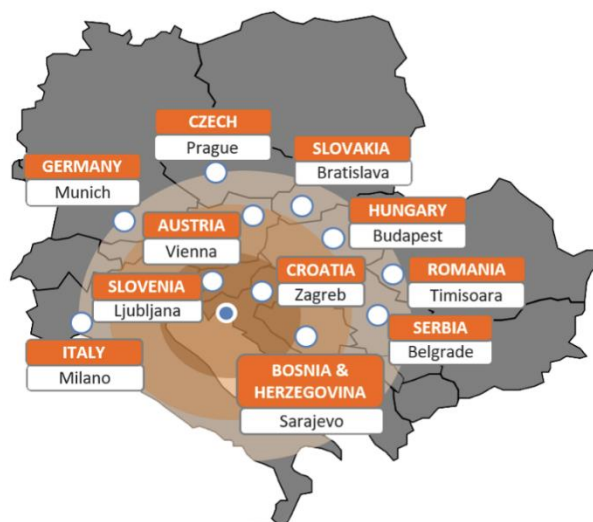 CZECH
Prague
SLOVAKIA
Bratislava
GERMANY
Munich
HUNGARY
Budapest
AUSTRIA
Vienna
CROATIA
Zagreb
ROMANIA
Timisoara
SLOVENIA
Ljubljana
SERBIA
Belgrade
ITALY
Milano
BOSNIA &
HERZEGOVINA
Sarajevo